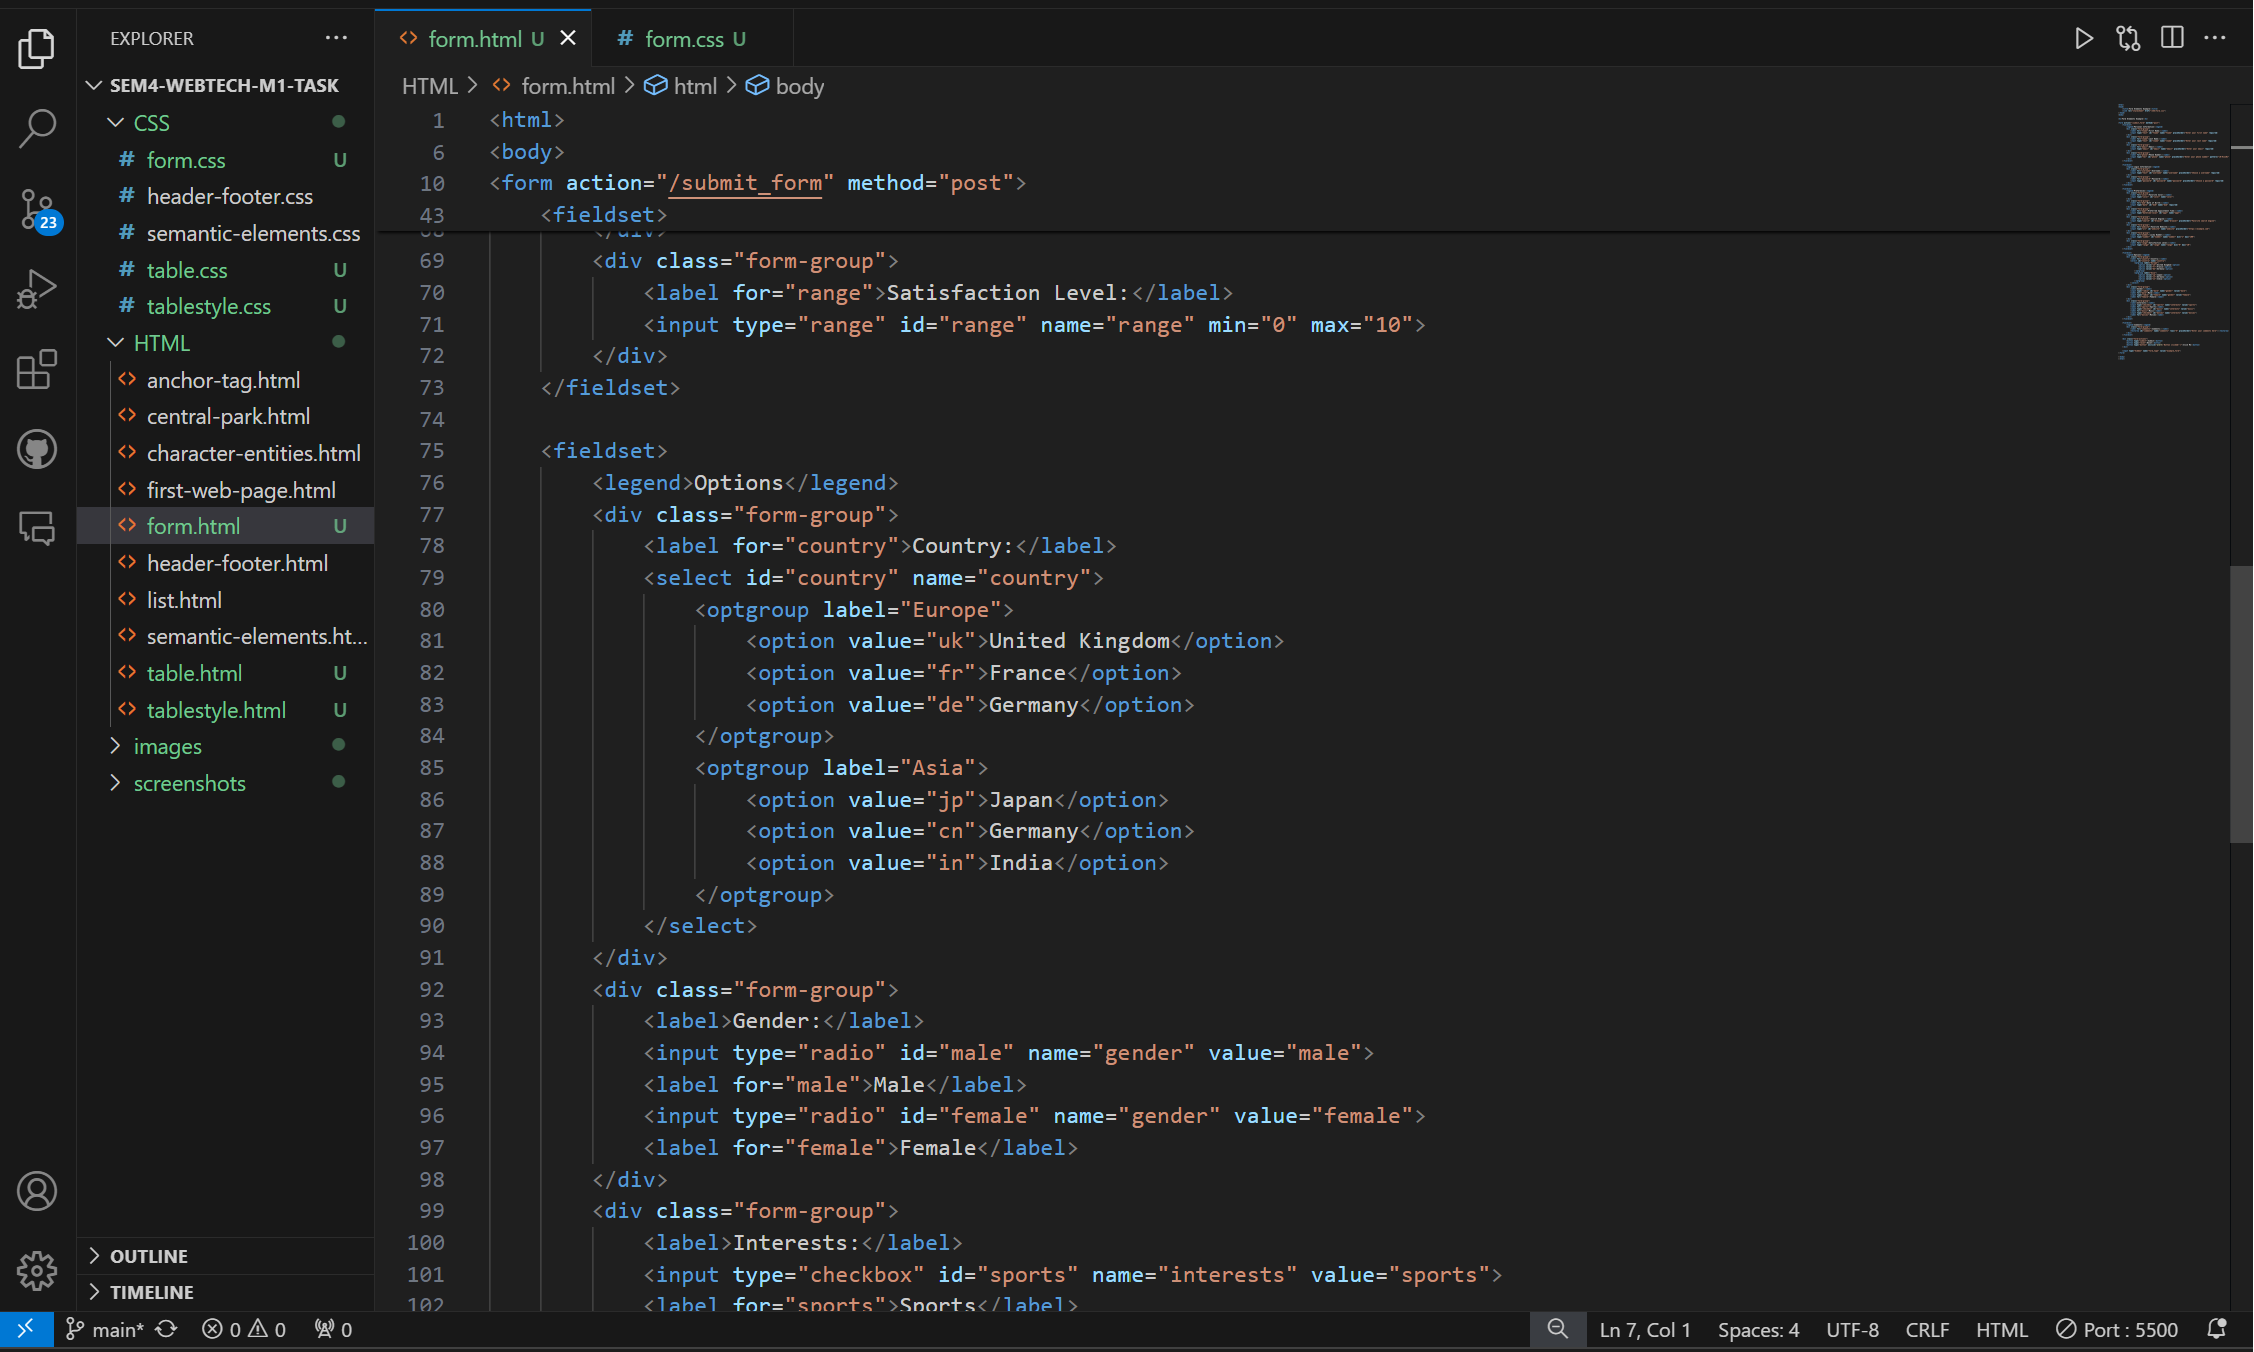 EXPLORER
SEM4-WEBTECH-M1-TASK
CSS
# form.css U
# header-footer.css
# semantic-elements.css
# table.css U
# tablestyle.css U
HTML
<> anchor-tag.html
<> central-park.html
<> character-entities.html
<> first-web-page.html
<> form.html U
<> header-footer.html
<> list.html
<> semantic-elements.ht...
<> table.html U
<> tablestyle.html U
images
screenshots
OUTLINE
TIMELINE
23
<> form.html U
# form.css U
HTML > <> form.html > html > body
1 <html>
6 <body>
10 <form action="/submit_form" method="post">
43 <fieldset>
68 </div>
69 <div class="form-group">
70 <label for="range">Satisfaction Level:</label>
71 <input type="range" id="range" name="range" min="0" max="10">
72 </div>
73 </fieldset>
74
75 <fieldset>
76 <legend>Options</legend>
77 <div class="form-group">
78 <label for="country">Country:</label>
79 <select id="country" name="country">
80 <optgroup label="Europe">
81 <option value="uk">United Kingdom</option>
82 <option value="fr">France</option>
83 <option value="de">Germany</option>
84 </optgroup>
85 <optgroup label="Asia">
86 <option value="jp">Japan</option>
87 <option value="cn">Germany</option>
88 <option value="in">India</option>
89 </optgroup>
90 </select>
91 </div>
92 <div class="form-group">
93 <label>Gender:</label>
94 <input type="radio" id="male" name="gender" value="male">
95 <label for="male">Male</label>
96 <input type="radio" id="female" name="gender" value="female">
97 <label for="female">Female</label>
98 </div>
99 <div class="form-group">
100 <label>Interests:</label>
101 <input type="checkbox" id="sports" name="interests" value="sports">
102 <label for="sports">Sports</label>
main* 0 0 0
Ln 7, Col 1 Spaces: 4 UTF-8 CRLF HTML Port : 5500